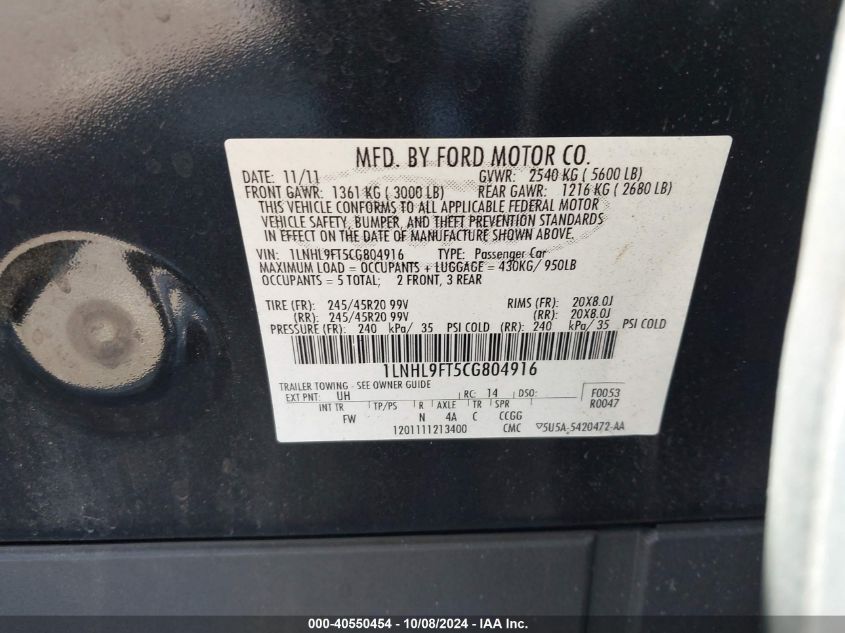 MFD. BY FORD MOTOR CO.
DATE: 11/11 GVWR: 2540 KG ( 5600 LB)
FRONT GAWR: 1361 KG ( 3000 LB) REAR GAWR: 1216 KG ( 2680 LB)
THIS VEHICLE CONFORMS TO ALL APPLICABLE FEDERAL MOTOR
VEHICLE SAFETY, BUMPER, AND THEFT PREVENTION STANDARDS
IN EFFECT ON THE DATE OF MANUFACTURE SHOWN ABOVE.
VIN: 1LNHL9FT5CG804916 TYPE: Passenger Car
MAXIMUM LOAD = OCCUPANTS + LUGGAGE = 430KG/ 950LB
OCCUPANTS = 5 TOTAL; 2 FRONT, 3 REAR
TIRE (FR): 245/45R20 99V RIMS (FR): 20X8.0J
(RR): 245/45R20 99V (RR): 20X8.0J
PRESSURE (FR): 240 kPa/ 35 PSI COLD (RR): 240 kPa/ 35 PSI COLD
1LNHL9FT5CG804916
TRAILER TOWING - SEE OWNER GUIDE
EXT PNT: UH RC: 14 DSO: F0053
INT TR TP/PS R AXLE TR SPR R0047
FW N 4A C CCGG
1201111213400 CMC ▽5U5A-5420472-AA
000-40550454 - 10/08/2024 - IAA Inc.